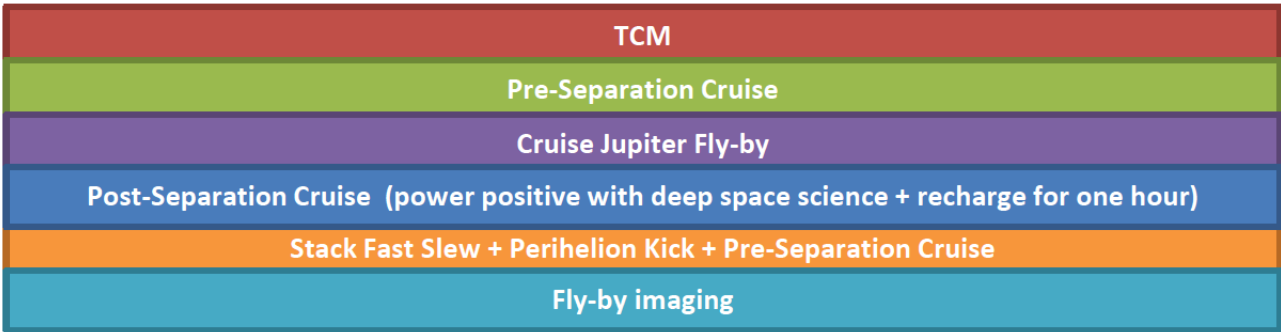 TCM
Pre-Separation Cruise
Cruise Jupiter Fly-by
Post-Separation Cruise  (power positive with deep space science + recharge for one hour)
Stack Fast Slew + Perihelion Kick + Pre-Separation Cruise
Fly-by imaging